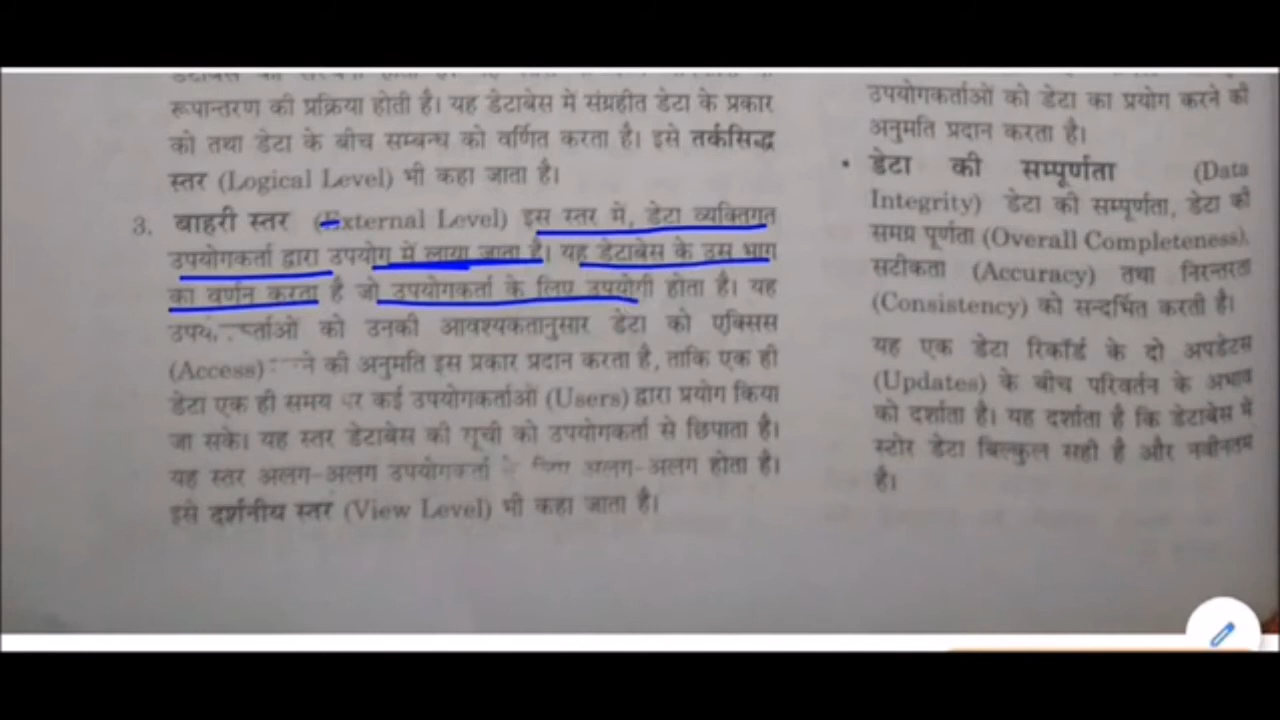 रूपान्तरण की प्रक्रिया होती है। यह डेटाबेस में संग्रहीत डेटा के प्रकार
को तथा डेटा के बीच सम्बन्ध को वर्णित करता है। इसे तर्कसिद्ध
स्तर (Logical Level) भी कहा जाता है।
3. बाहरी स्तर (External Level) इस स्तर में, डेटा व्यक्तिगत
उपयोगकर्ता द्वारा उपयोग में लाया जाता है। यह डेटाबेस के उस भाग
का वर्णन करता है जो उपयोगकर्ता के लिए उपयोगी होता है। यह
को उनकी आवश्यकतानुसार डेटा को एक्सिस
(Access) की अनुमति इस प्रकार प्रदान करता है, ताकि एक ही
डेटा एक ही समय पर कई उपयोगकर्ताओं (Users) द्वारा प्रयोग किया
जा सके। यह स्तर डेटाबेस की सूची को उपयोगकर्ता से छिपाता है।
यह स्तर अलग-अलग उपयोगकर्ता अलग-अलग होता है।
इसे दर्शनीय स्तर (View Level) भी कहा जाता है।
उपयोगकर्ताओं को डेटा का प्रयोग करने की
अनुमति प्रदान करता है।
• डेटा की सम्पूर्णता (Data
Integrity) डेटा की सम्पूर्णता, डेटा की
समग्र पूर्णता (Overall Completeness),
सटीकता (Accuracy) तथा निरन्तरता
(Consistency) को सन्दर्भित करती है।
यह एक डेटा रिकॉर्ड के दो अपडेटस
(Updates) के बीच परिवर्तन के अभाव
को दर्शाता है। यह दर्शाता है कि डेटाबेस में
स्टोर डेटा बिल्कुल सही है और नवीनतम
है।